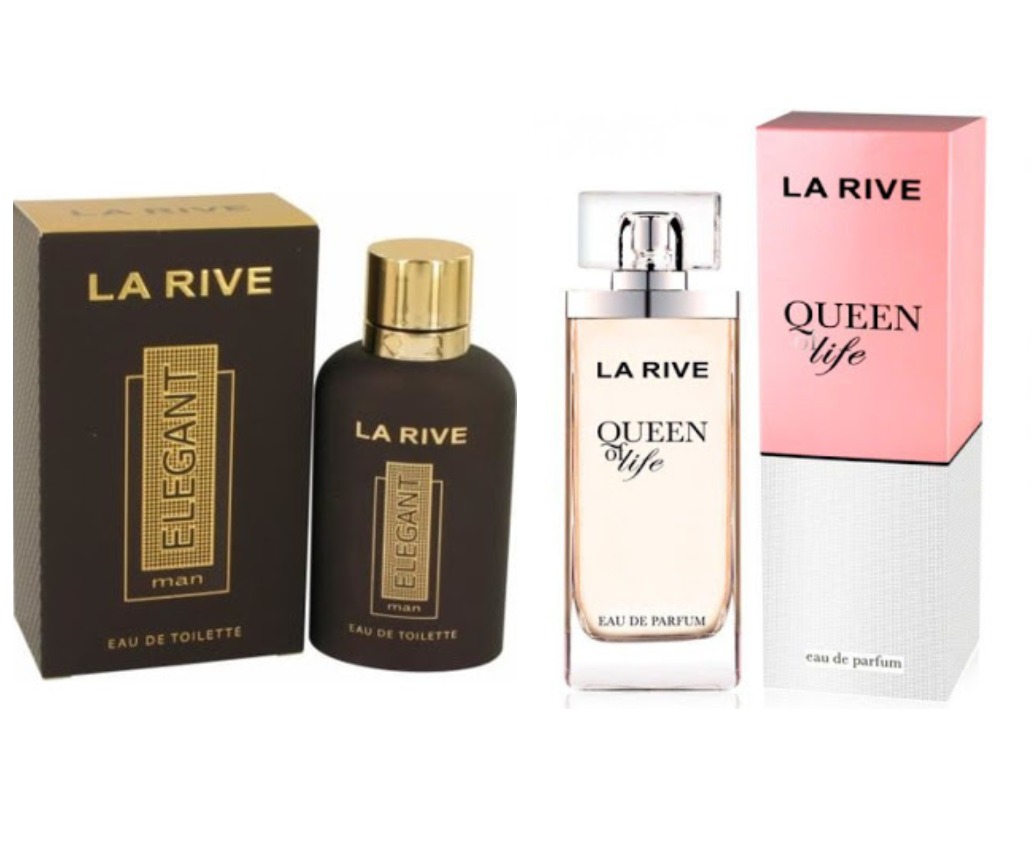 LA RIVE
LA RIVE
ELEGANT
man
EAU DE TOILETTE
LA RIVE
ELEGANT
man
EAU DE TOILETTE
LA RIVE
QUEEN
of life
EAU DE PARFUM
LA RIVE
QUEEN
of life
eau de parfum